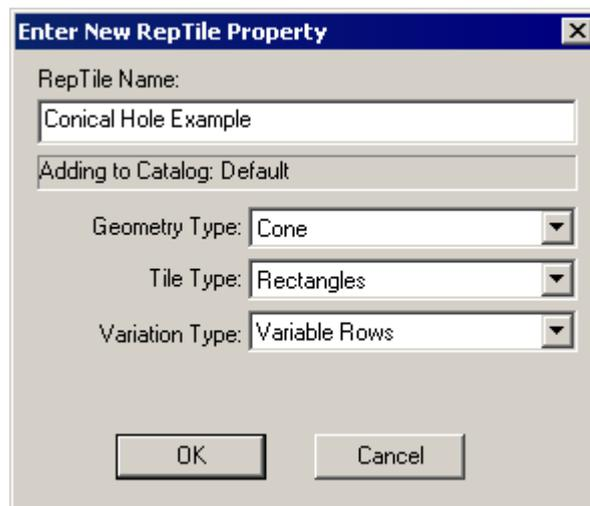 Enter New RepTile Property
RepTile Name:
Conical Hole Example
Adding to Catalog: Default
Geometry Type: Cone
Tile Type: Rectangles
Variation Type: Variable Rows
OK Cancel